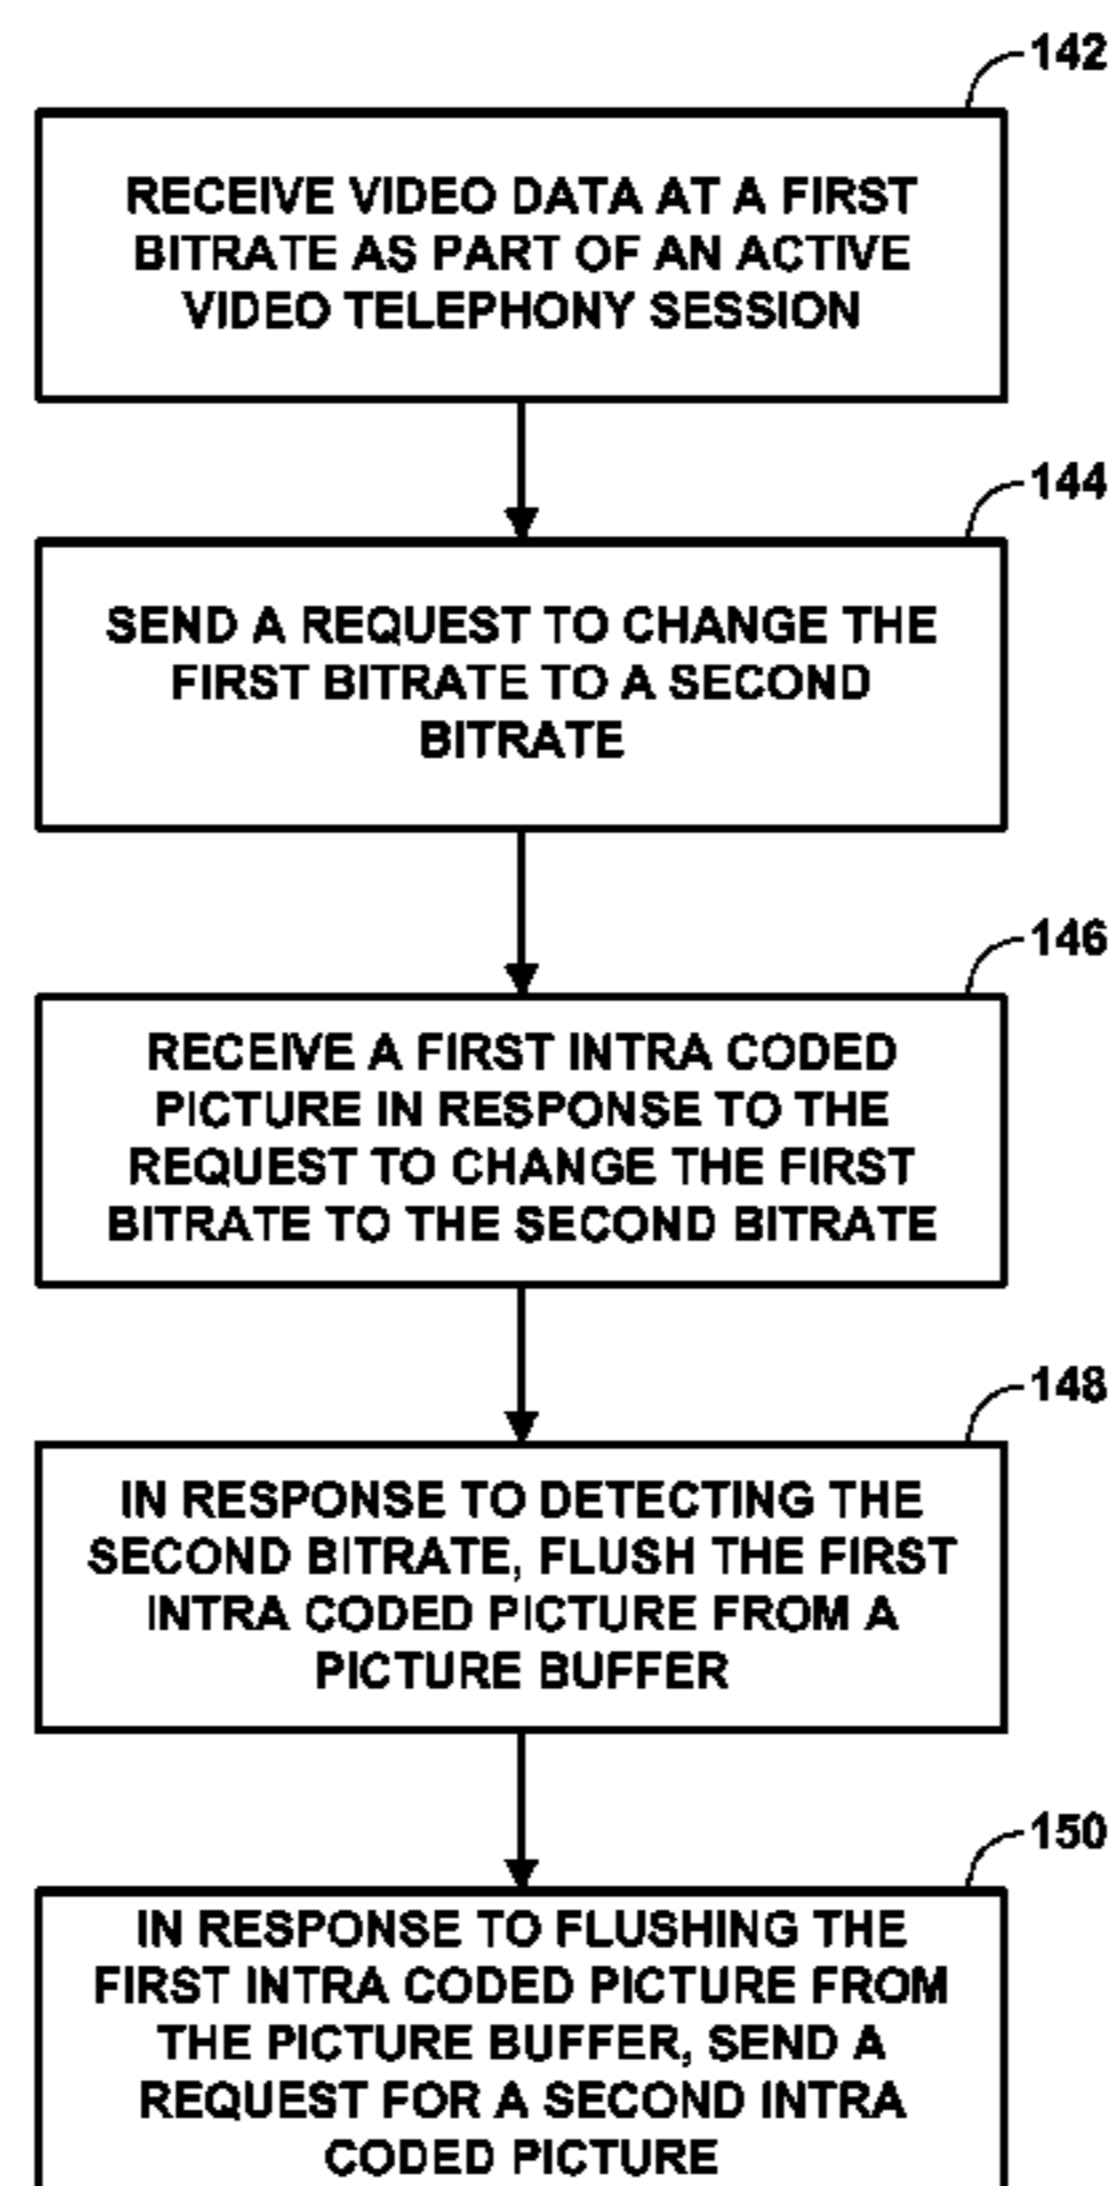 142
RECEIVE VIDEO DATA AT A FIRST
BITRATE AS PART OF AN ACTIVE
VIDEO TELEPHONY SESSION
144
SEND A REQUEST TO CHANGE THE
FIRST BITRATE TO A SECOND
BITRATE
146
RECEIVE A FIRST INTRA CODED
PICTURE IN RESPONSE TO THE
REQUEST TO CHANGE THE FIRST
BITRATE TO THE SECOND BITRATE
148
IN RESPONSE TO DETECTING THE
SECOND BITRATE, FLUSH THE FIRST
INTRA CODED PICTURE FROM A
PICTURE BUFFER
150
IN RESPONSE TO FLUSHING THE
FIRST INTRA CODED PICTURE FROM
THE PICTURE BUFFER, SEND A
REQUEST FOR A SECOND INTRA
CODED PICTURE